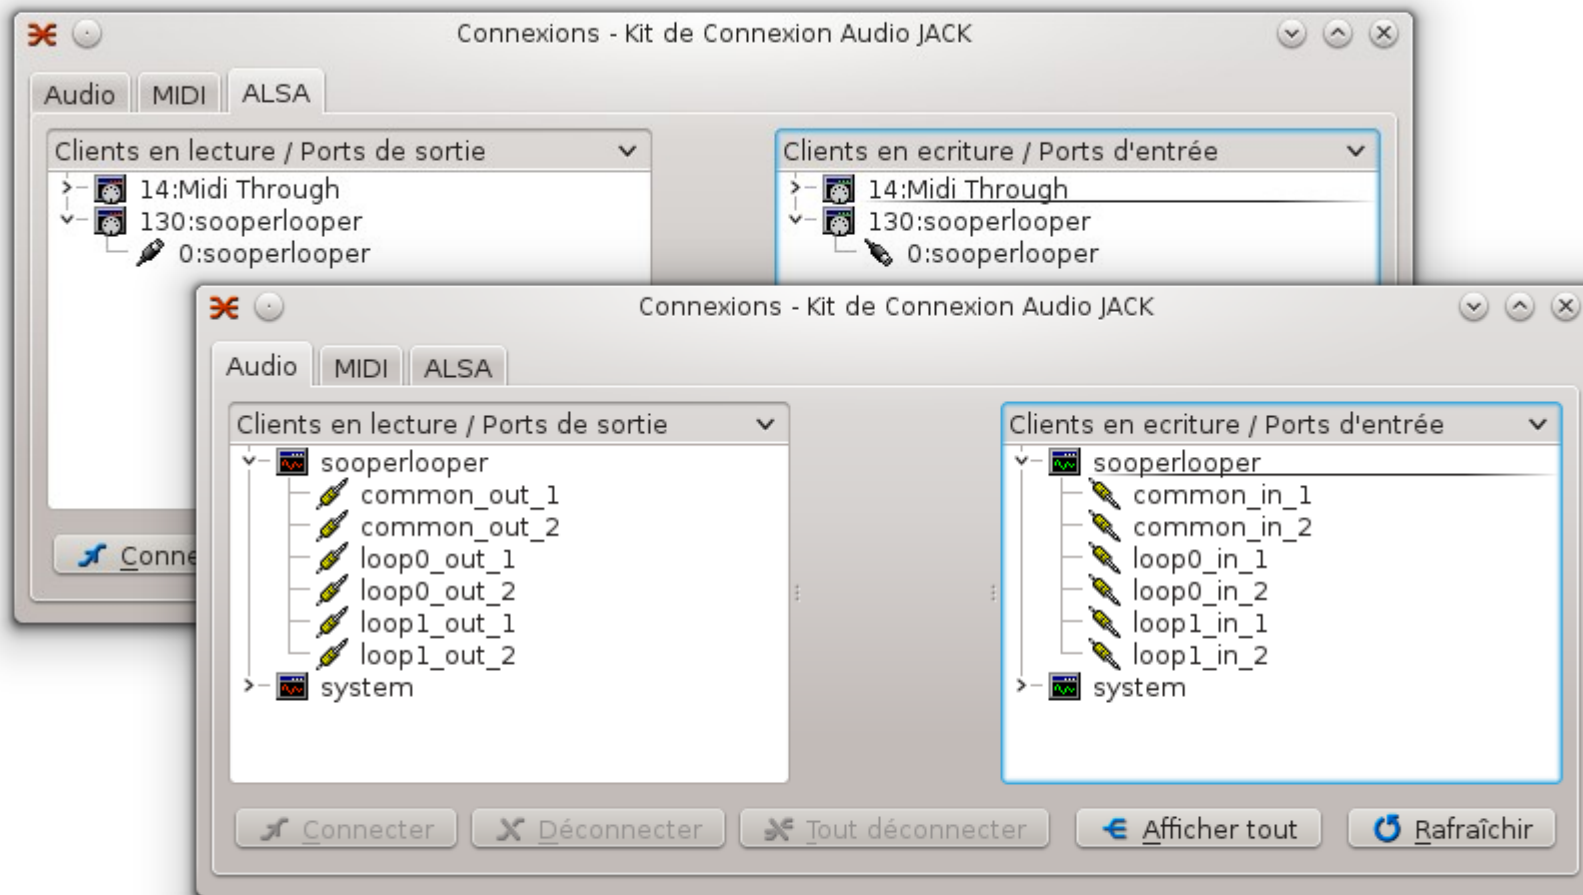 Connexions - Kit de Connexion Audio JACK
Audio MIDI ALSA
Clients en lecture / Ports de sortie
14:Midi Through
130:sooperlooper
0:sooperlooper
Clients en ecriture / Ports d'entrée
14:Midi Through
130:sooperlooper
0:sooperlooper
Conne
Connexions - Kit de Connexion Audio JACK
Audio MIDI ALSA
Clients en lecture / Ports de sortie
sooperlooper
common_out_1
common_out_2
loop0_out_1
loop0_out_2
loop1_out_1
loop1_out_2
system
Clients en ecriture / Ports d'entrée
sooperlooper
common_in_1
common_in_2
loop0_in_1
loop0_in_2
loop1_in_1
loop1_in_2
system
Connecter Déconnecter Tout déconnecter Afficher tout Rafraîchir